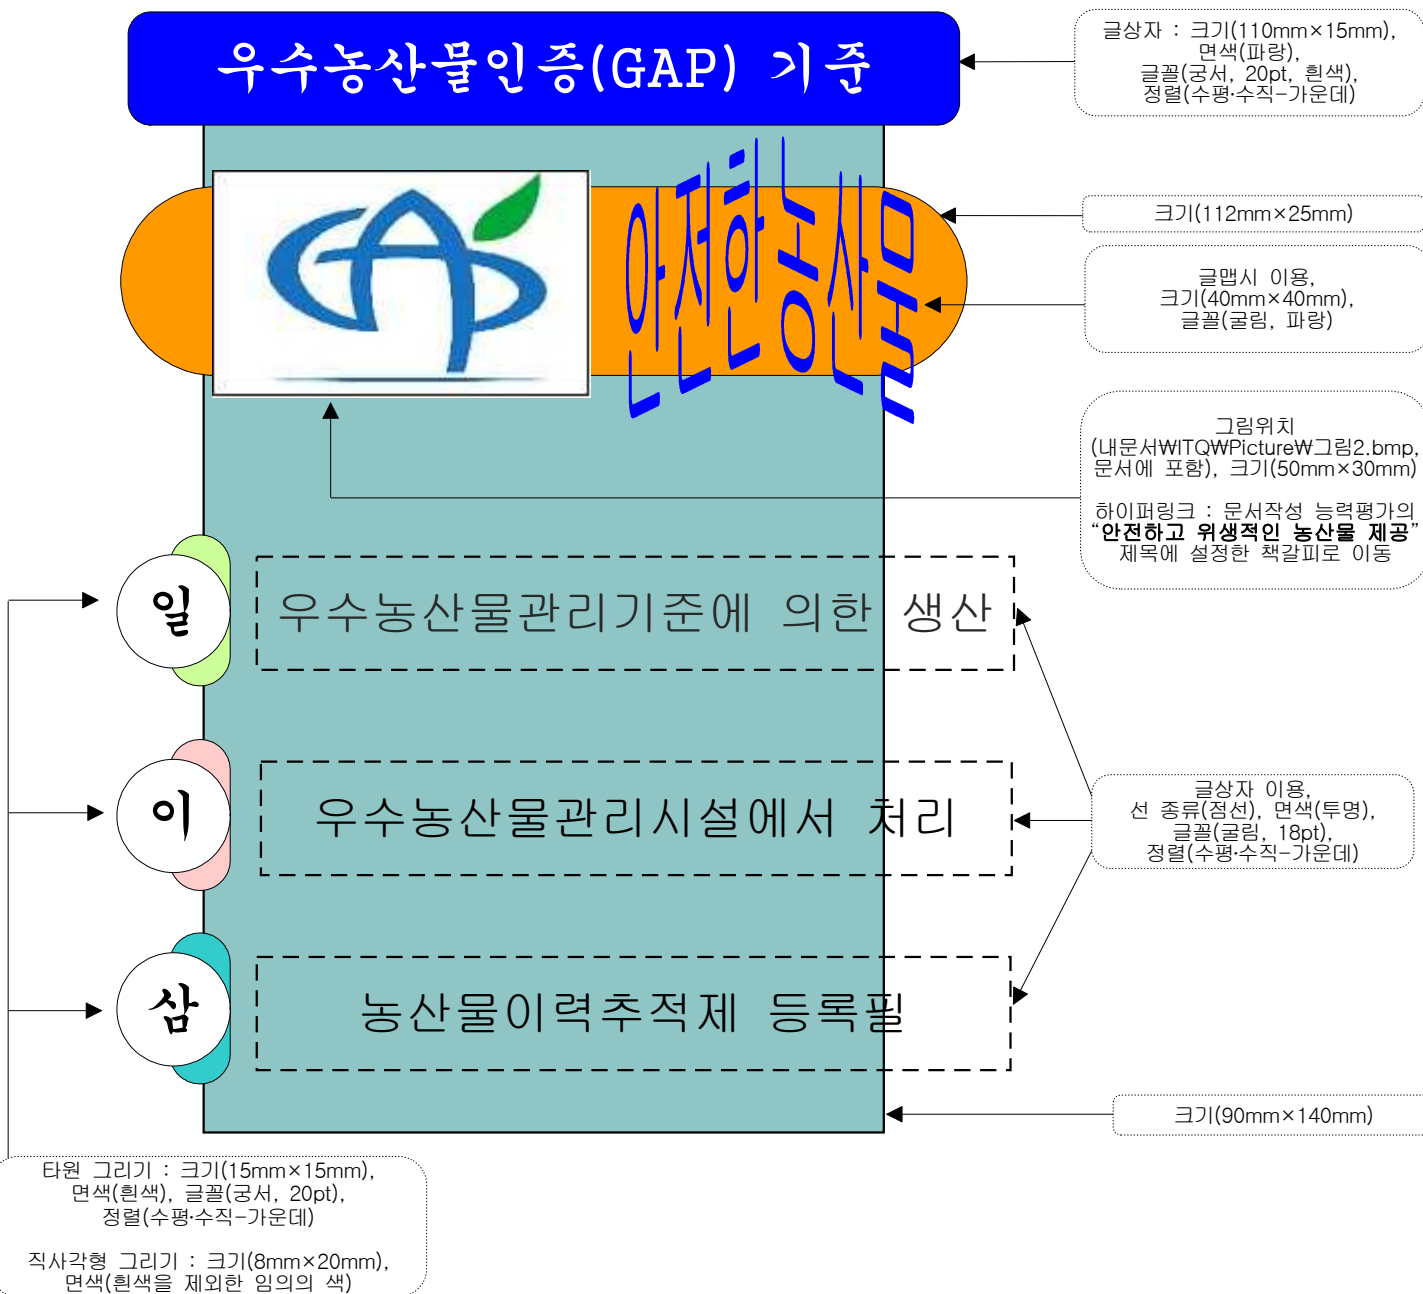 우수농산물인증(GAP) 기준
글상자 : 크기(110mm×15mm),
면색(파랑),
글꼴(궁서, 20pt, 흰색),
정렬(수평·수직-가운데)
안전한농산물
크기(112mm×25mm)
글맵시 이용,
크기(40mm×40mm),
글꼴(굴림, 파랑)
그림위치
(내문서₩ITQ₩Picture₩그림2.bmp,
문서에 포함), 크기(50mm×30mm)
하이퍼링크 : 문서작성 능력평가의
“안전하고 위생적인 농산물 제공”
제목에 설정한 책갈피로 이동
일
우수농산물관리기준에 의한 생산
이
우수농산물관리시설에서 처리
글상자 이용,
선 종류(점선), 면색(투명),
글꼴(굴림, 18pt),
정렬(수평·수직-가운데)
삼
농산물이력추적제 등록필
크기(90mm×140mm)
타원 그리기 : 크기(15mm×15mm),
면색(흰색), 글꼴(궁서, 20pt),
정렬(수평·수직-가운데)
직사각형 그리기 : 크기(8mm×20mm),
면색(흰색을 제외한 임의의 색)